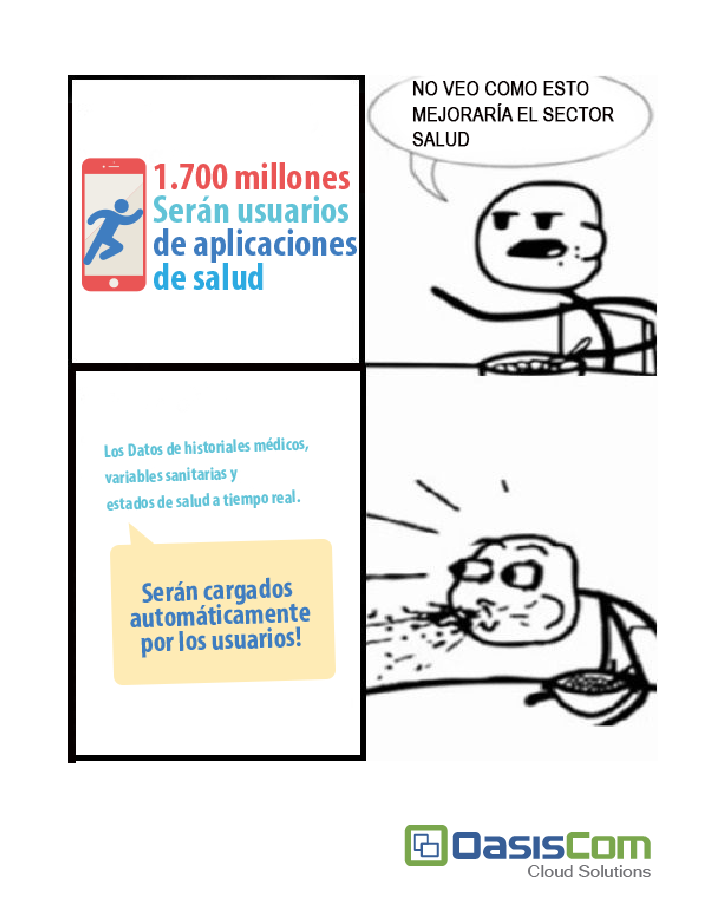 1.700 millones
Serán usuarios
de aplicaciones
de salud
NO VEO COMO ESTO
MEJORARÍA EL SECTOR
SALUD
Los Datos de historiales médicos,
variables sanitarias y
estados de salud a tiempo real.
Serán cargados
automáticamente
por los usuarios!
OasisCom
Cloud Solutions